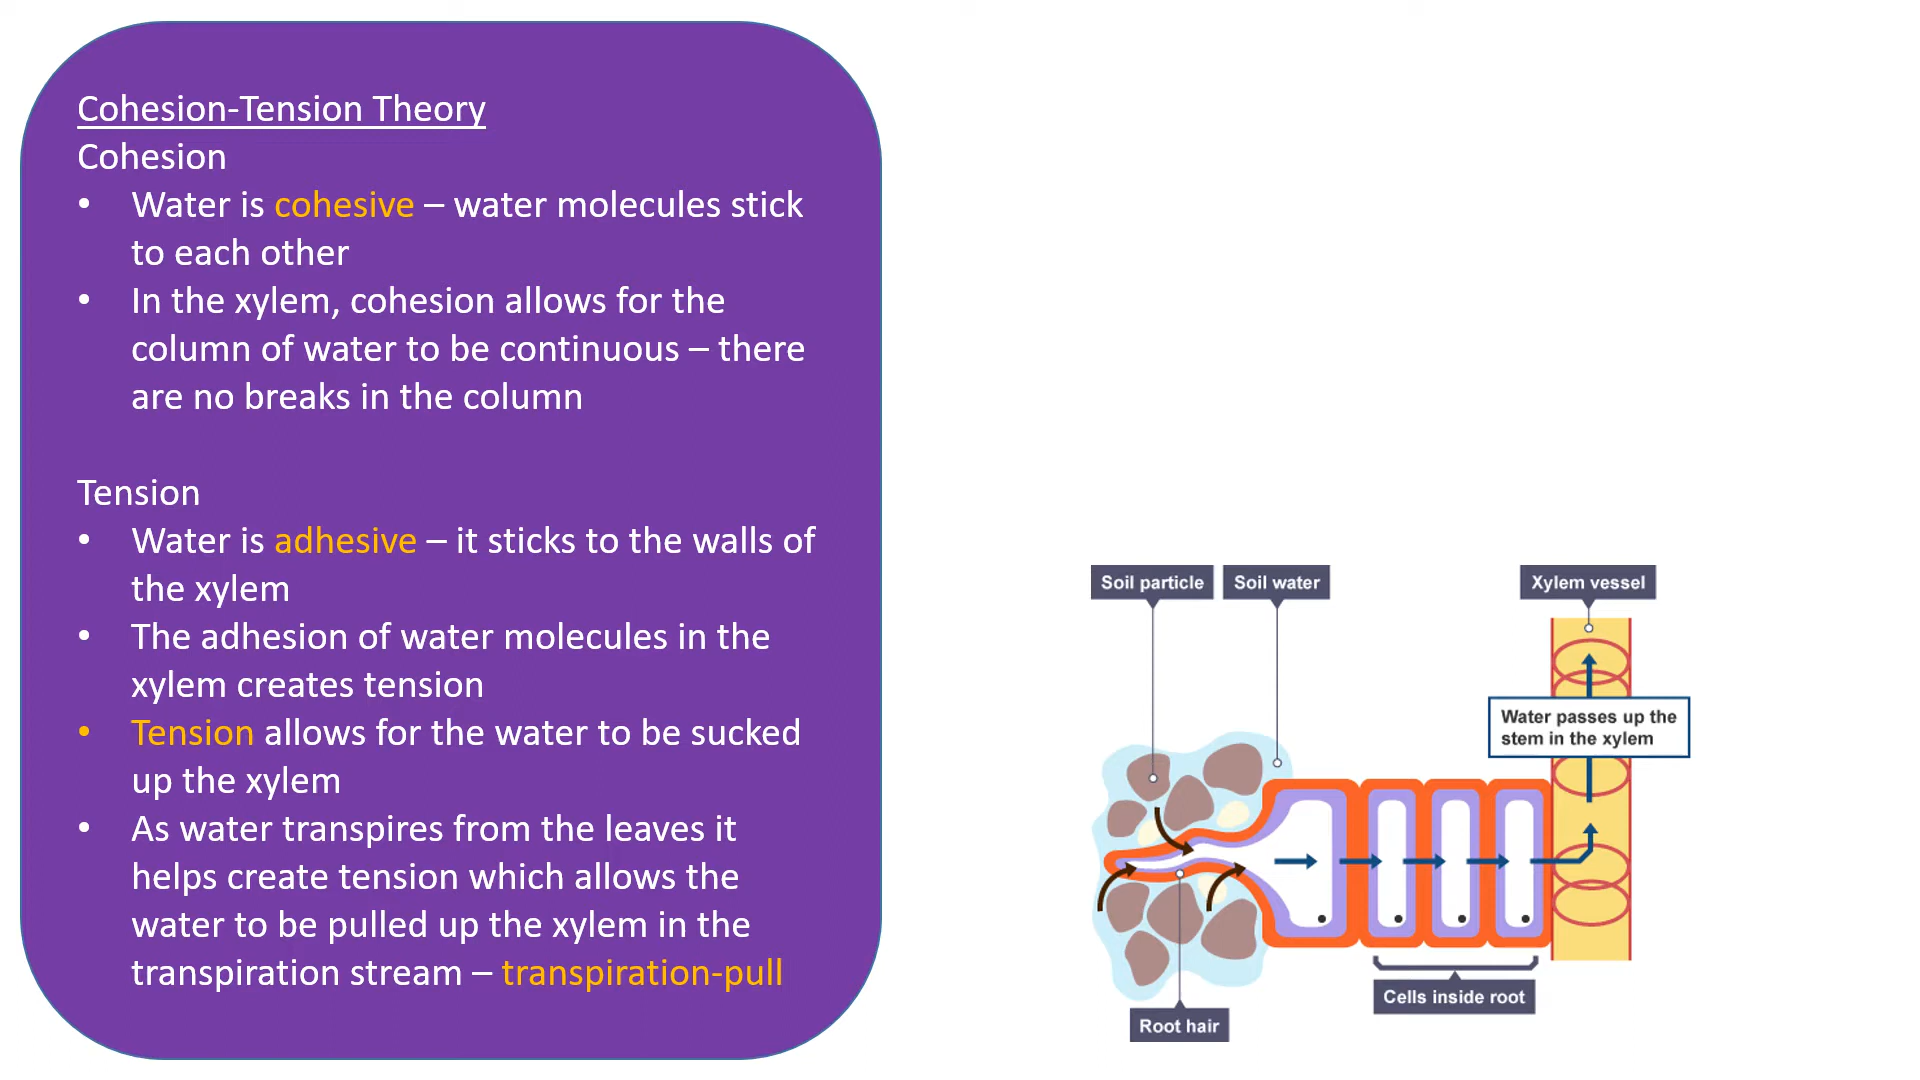 Cohesion-Tension Theory
Cohesion
• Water is cohesive – water molecules stick
to each other
• In the xylem, cohesion allows for the
column of water to be continuous – there
are no breaks in the column
Tension
• Water is adhesive – it sticks to the walls of
the xylem
• The adhesion of water molecules in the
xylem creates tension
• Tension allows for the water to be sucked
up the xylem
• As water transpires from the leaves it
helps create tension which allows the
water to be pulled up the xylem in the
transpiration stream – transpiration-pull
Soil particle
Soil water
Xylem vessel
Water passes up the
stem in the xylem
Cells inside root
Root hair